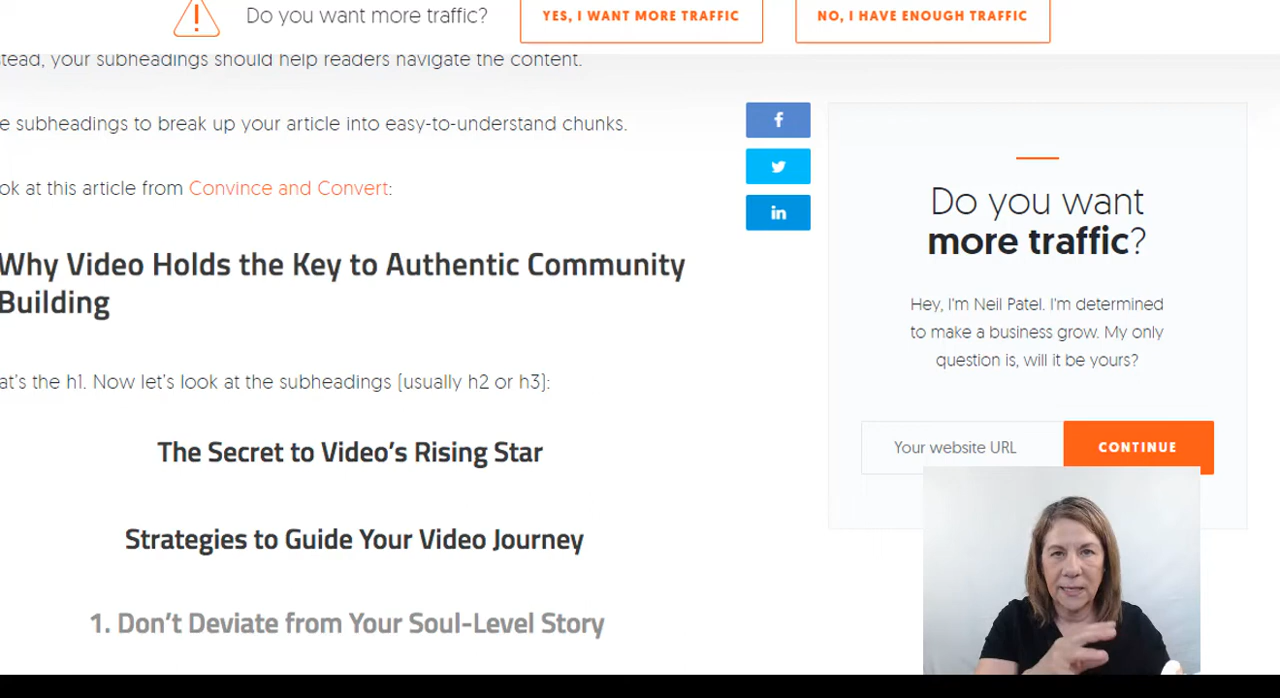 Do you want more traffic?
YES, I WANT MORE TRAFFIC
NO, I HAVE ENOUGH TRAFFIC
your subheadings should help readers navigate the content.
subheadings to break up your article into easy-to-understand chunks.
at this article from Convince and Convert:
Why Video Holds the Key to Authentic Community
Building
the h1. Now let's look at the subheadings (usually h2 or h3):
The Secret to Video's Rising Star
Strategies to Guide Your Video Journey
1. Don't Deviate from Your Soul-Level Story
f
in
Do you want
more traffic?
Hey, I'm Neil Patel. I'm determined
to make a business grow. My only
question is, will it be yours?
Your website URL
CONTINUE